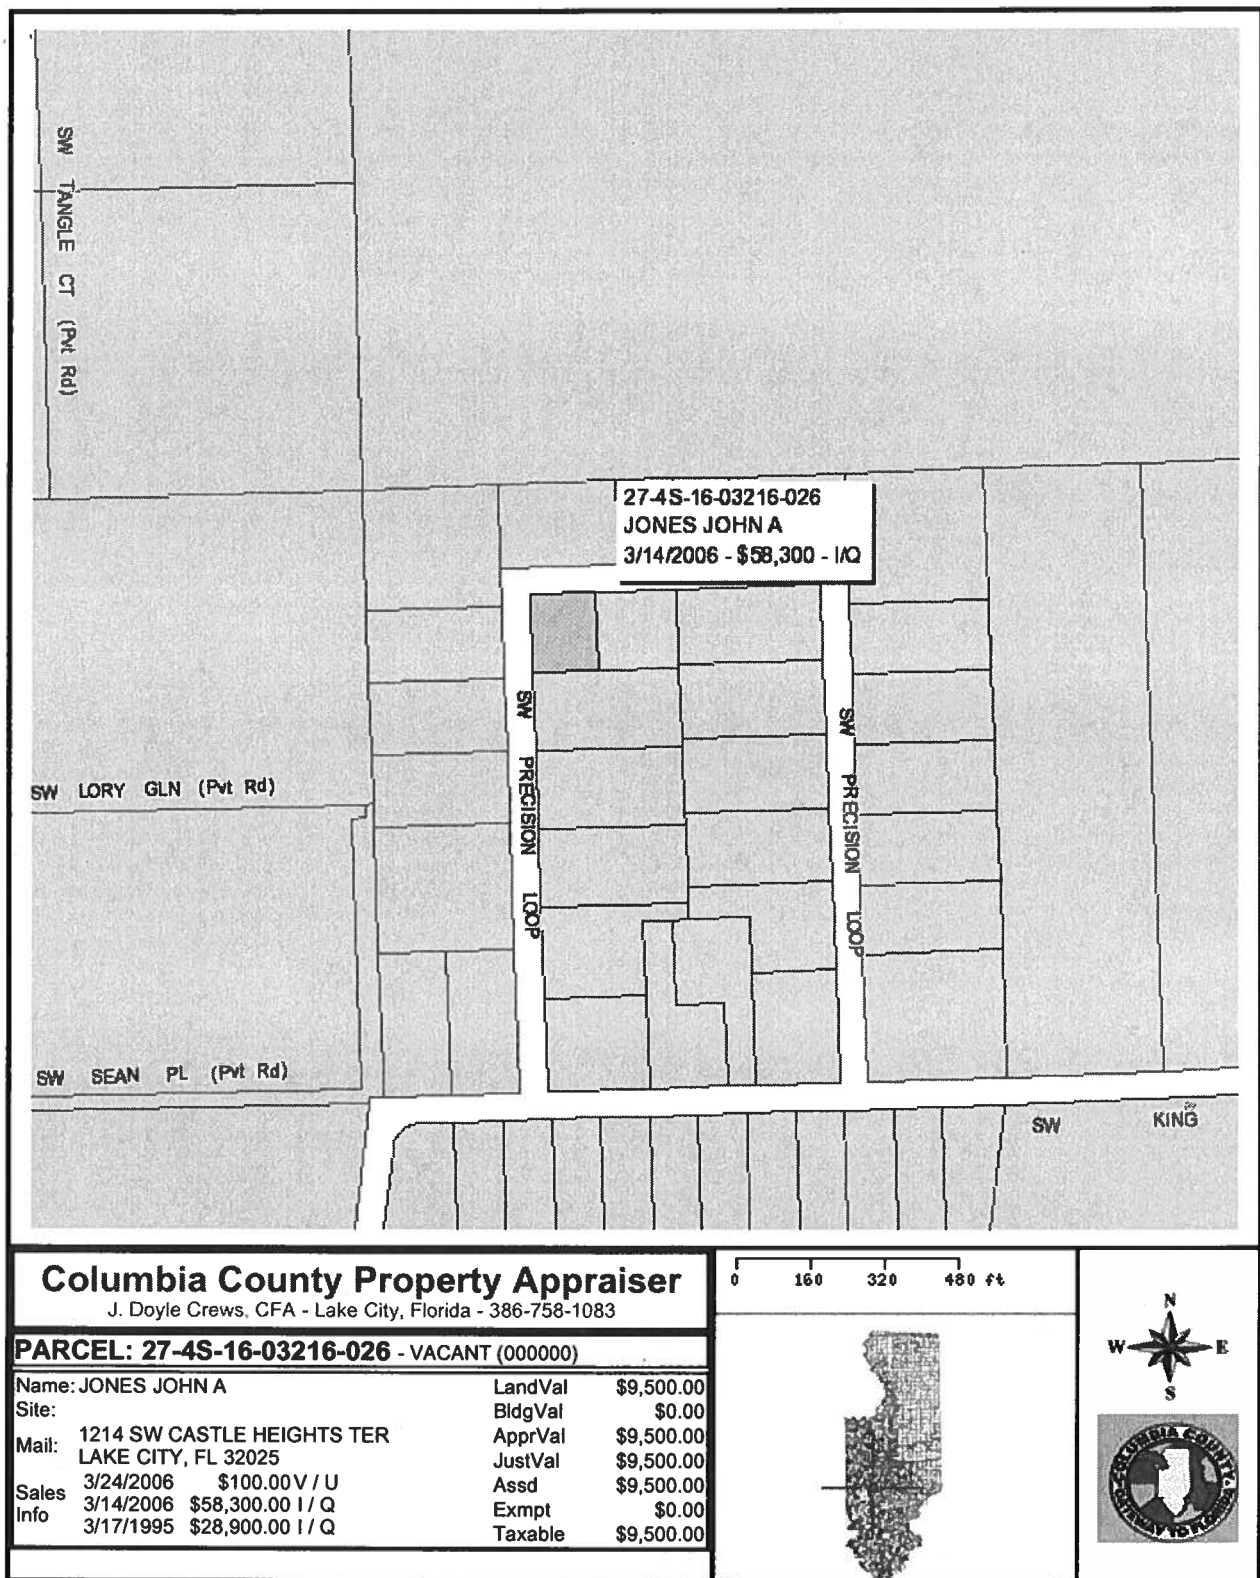 SW TANGLE CT (Pvt Rd)
27-4S-16-03216-026
JONES JOHN A
3/14/2006 - $58,300 - I/Q
SW PRECISION LOOP
SW PRECISION LOOP
SW LORY GLN (Pvt Rd)
SW SEAN PL (Pvt Rd)
SW KING
Columbia County Property Appraiser
J. Doyle Crews, CFA - Lake City, Florida - 386-758-1083
0 160 320 480 ft
PARCEL: 27-4S-16-03216-026 - VACANT (000000)
Name: JONES JOHN A
Site:
Mail: 1214 SW CASTLE HEIGHTS TER
LAKE CITY, FL 32025
Sales Info
3/24/2006 $100.00 V / U
3/14/2006 $58,300.00 I / Q
3/17/1995 $28,900.00 I / Q
LandVal $9,500.00
BldgVal $0.00
ApprVal $9,500.00
JustVal $9,500.00
Assd $9,500.00
Exmpt $0.00
Taxable $9,500.00
N
W E
S
COLUMBIA COUNTY
GATEWAY TO FLORIDA